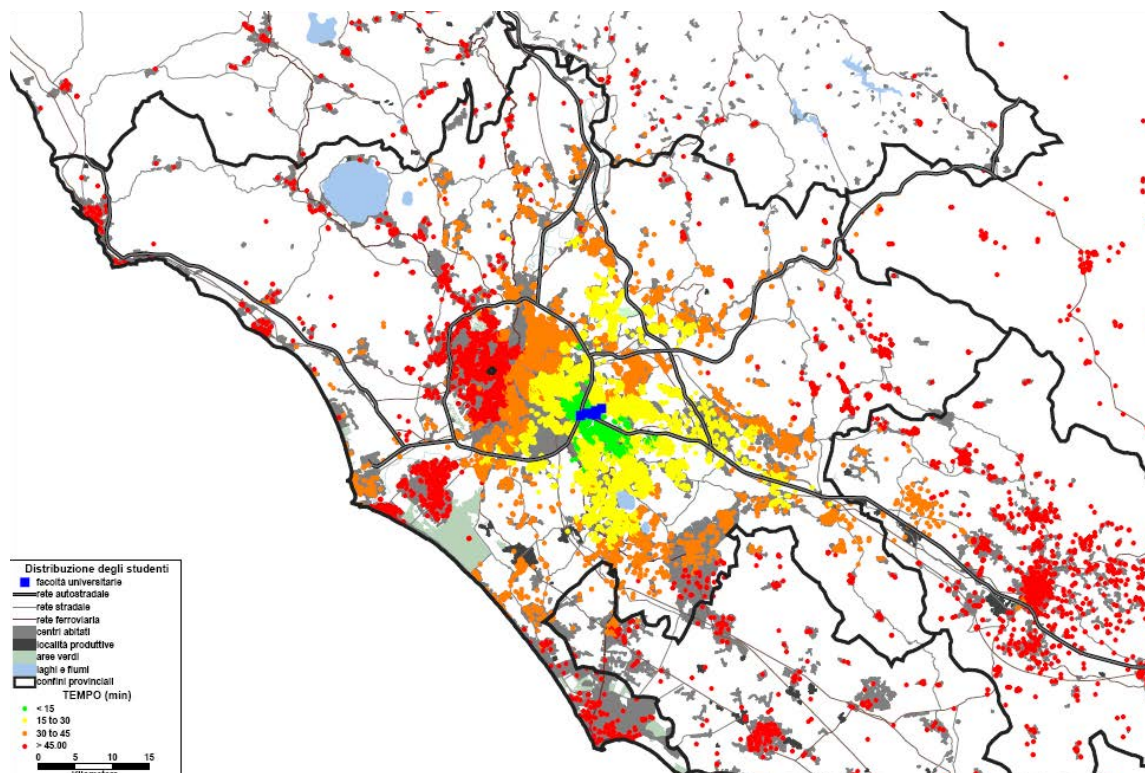 Distribuzione degli studenti
facoltà universitarie
rete autostradale
rete stradale
rete ferroviaria
centri abitati
località produttive
aree verdi
laghi e fiumi
confini provinciali
TEMPO (min)
< 15
15 to 30
30 to 45
> 45.00
0 5 10 15
Kilometers